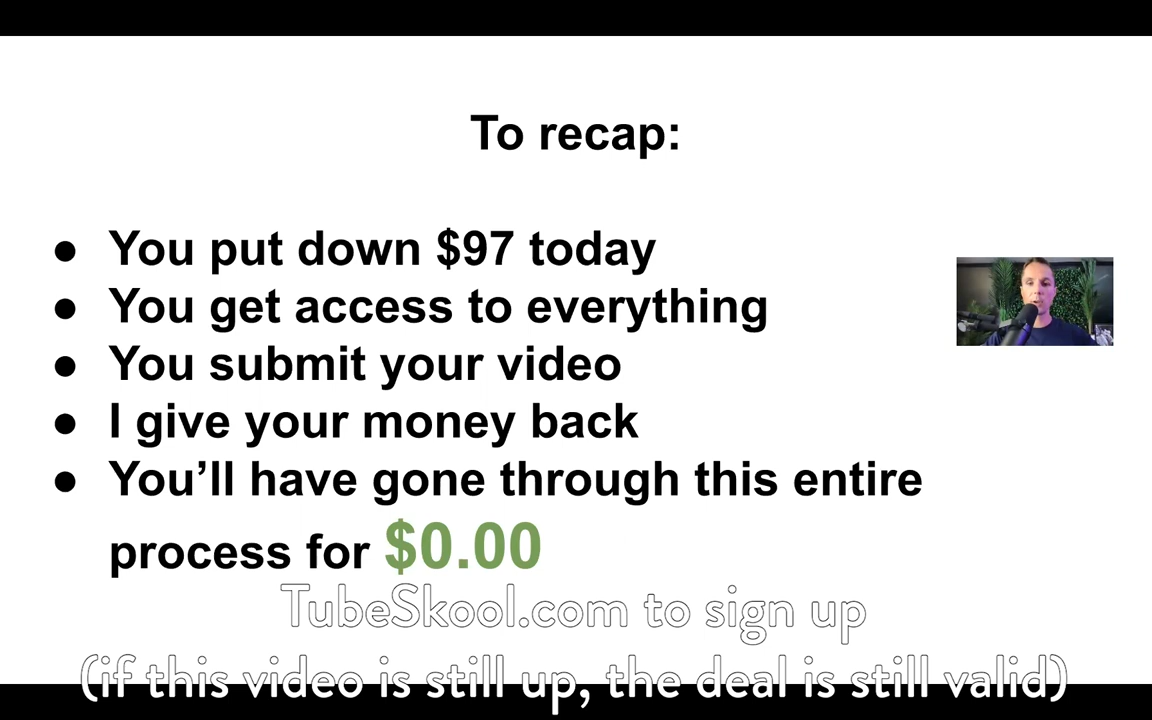 To recap:
● You put down $97 today
● You get access to everything
● You submit your video
● I give your money back
● You’ll have gone through this entire
process for $0.00
TubeSkool.com to sign up
(if this video is still up, the deal is still valid)